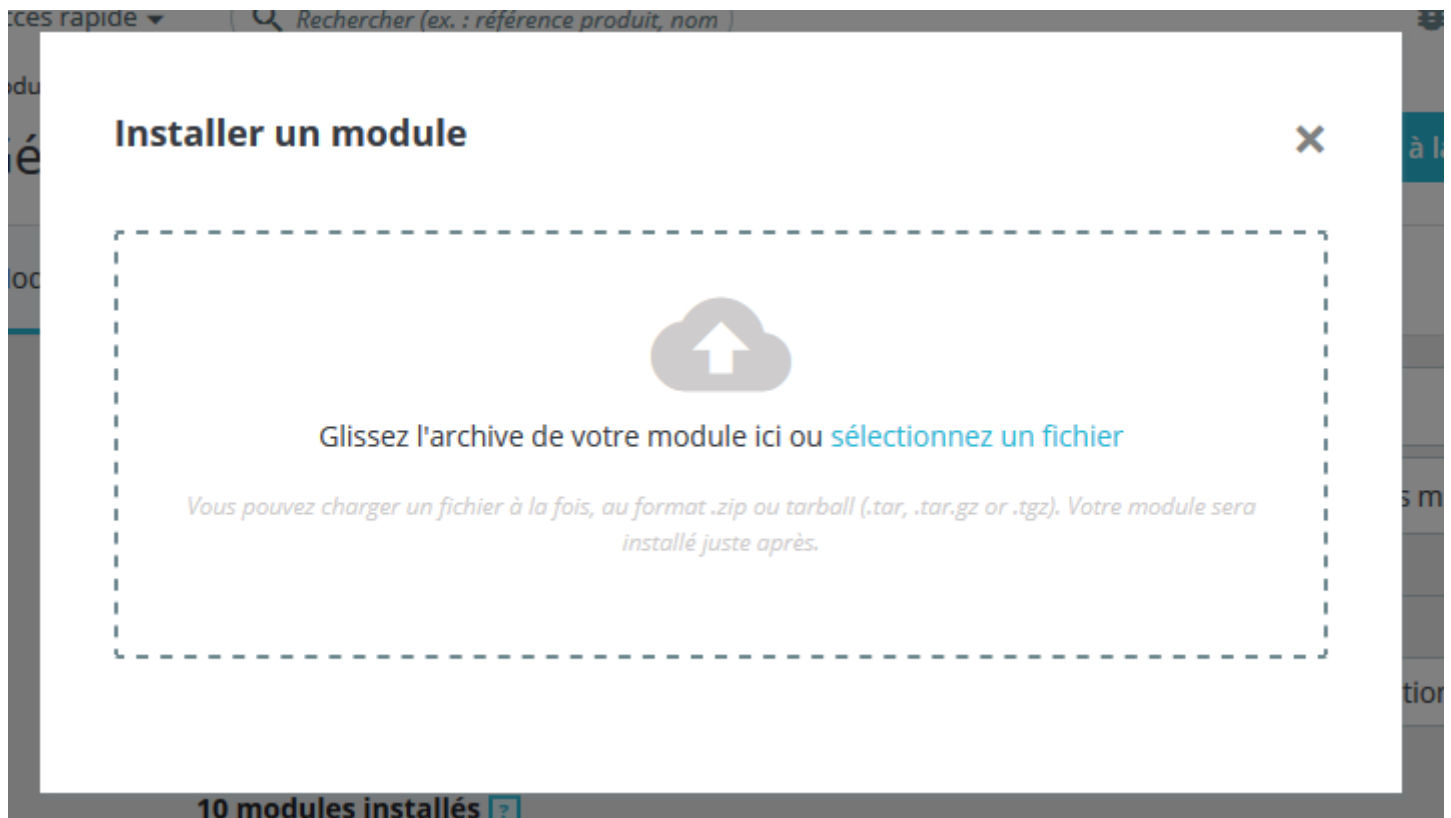 rapide
Rechercher (ex. : référence produit, nom
Installer un module
à la
Glissez l'archive de votre module ici ou sélectionnez un fichier
Vous pouvez charger un fichier à la fois, au format .zip ou tarball (.tar, .tar.gz or .tgz). Votre module sera
installé juste après.
10 modules installés ?